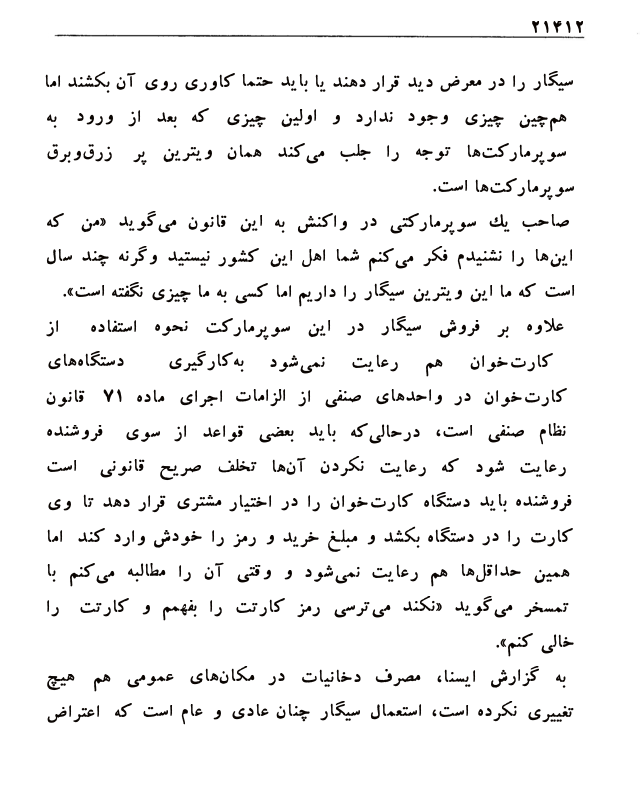 ۲۱۴۱۲
سیگار را در معرض دید قرار دهند یا باید حتما کاوری روی آن بکشند اما
هم‌چین چیزی وجود ندارد و اولین چیزی که بعد از ورود به
سوپرمارکت‌ها توجه را جلب می‌کند همان ویترین پر زرق‌وبرق
سوپرمارکت‌ها است.
صاحب یك سوپرمارکتی در واکنش به این قانون می‌گوید «من که
این‌ها را نشنیدم فکر می‌کنم شما اهل این کشور نیستید وگرنه چند سال
است که ما این ویترین سیگار را داریم اما کسی به ما چیزی نگفته است».
علاوه بر فروش سیگار در این سوپرمارکت نحوه استفاده از
کارت‌خوان هم رعایت نمی‌شود به‌کارگیری دستگاه‌های
کارت‌خوان در واحدهای صنفی از الزامات اجرای ماده ۷۱ قانون
نظام صنفی است، درحالی‌که باید بعضی قواعد از سوی فروشنده
رعایت شود که رعایت نکردن آن‌ها تخلف صریح قانونی است
فروشنده باید دستگاه کارت‌خوان را در اختیار مشتری قرار دهد تا وی
کارت را در دستگاه بکشد و مبلغ خرید و رمز را خودش وارد کند اما
همین حداقل‌ها هم رعایت نمی‌شود و وقتی آن را مطالبه می‌کنم با
تمسخر می‌گوید «نکند می‌ترسی رمز کارتت را بفهمم و کارتت را
خالی کنم».
به گزارش ایسنا، مصرف دخانیات در مکان‌های عمومی هم هیچ
تغییری نکرده است، استعمال سیگار چنان عادی و عام است که اعتراض